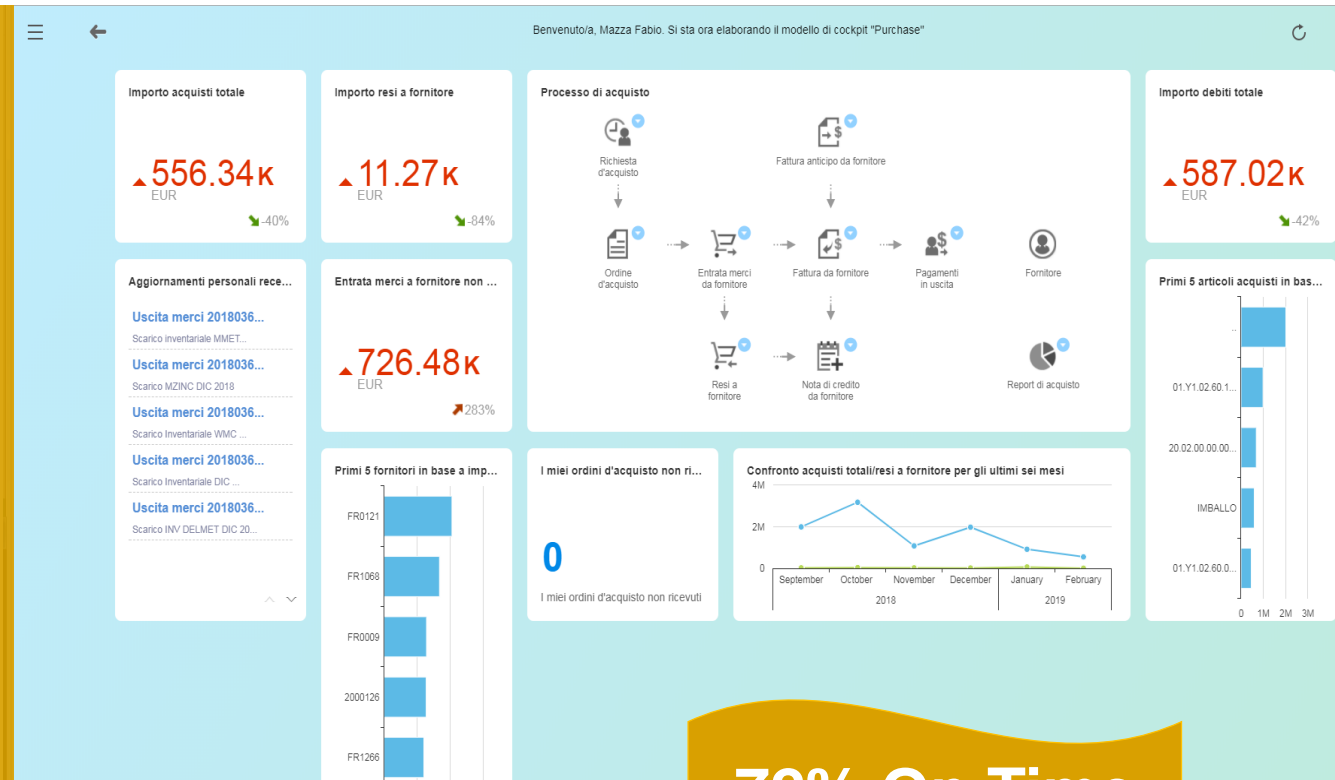 Benvenuto/a, Mazza Fabio. Si sta ora elaborando il modello di cockpit "Purchase"
Importo acquisti totale
556.34K
EUR
-40%
Importo resi a fornitore
11.27K
EUR
-84%
Processo di acquisto
Richiesta
d'acquisto
Fattura anticipo da fornitore
Ordine
d'acquisto
Entrata merci
da fornitore
Fattura da fornitore
Pagamenti
in uscita
Fornitore
Resi a
fornitore
Nota di credito
da fornitore
Report di acquisto
Importo debiti totale
587.02K
EUR
-42%
Aggiornamenti personali rece...
Uscita merci 2018036...
Scarico inventariale MMET...
Uscita merci 2018036...
Scarico MZINC DIC 2018
Uscita merci 2018036...
Scarico Inventariale WMC ...
Uscita merci 2018036...
Scarico Inventariale DIC ...
Uscita merci 2018036...
Scarico INV DELMET DIC 20...
Entrata merci a fornitore non ...
726.48K
EUR
283%
Primi 5 articoli acquisti in bas...
..
01.Y1.02.60.1...
20.02.00.00.00...
IMBALLO
01.Y1.02.60.0...
0 1M 2M 3M
Primi 5 fornitori in base a imp...
FR0121
FR1068
FR0009
2000126
FR1266
I miei ordini d'acquisto non ri...
0
I miei ordini d'acquisto non ricevuti
Confronto acquisti totali/resi a fornitore per gli ultimi sei mesi
4M
2M
0
September October November December January February
2018 2019
78% On-Time